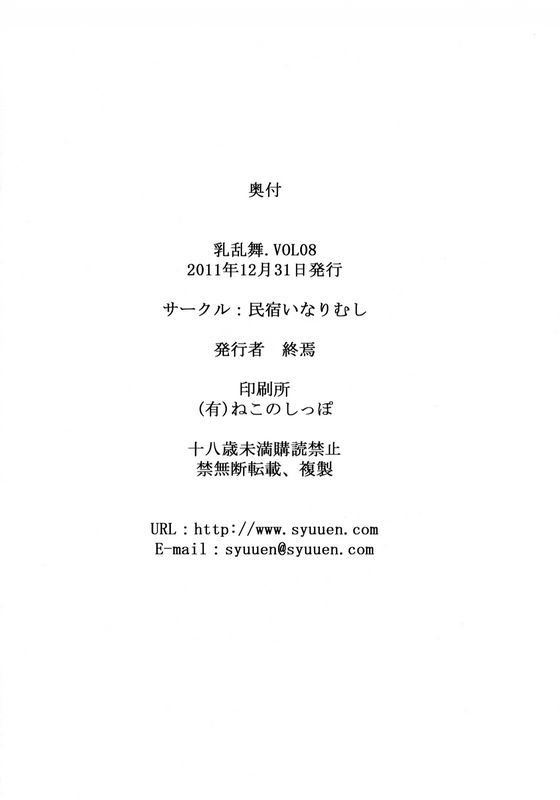 奥付
乳乱舞.VOL08
2011年12月31日発行
サークル：民宿いなりむし
発行者　終焉
印刷所
(有)ねこのしっぽ
十八歳未満購読禁止
禁無断転載、複製
URL：http://www.syuuen.com
E-mail：syuuen@syuuen.com